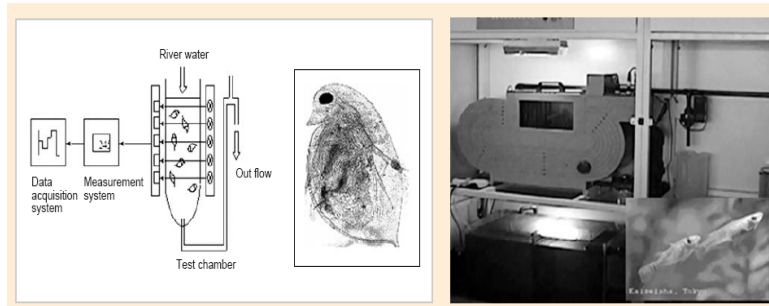 River water
Data
acquisition
system
Measurement
system
Out flow
Test chamber
Kaiseisha, Tokyo